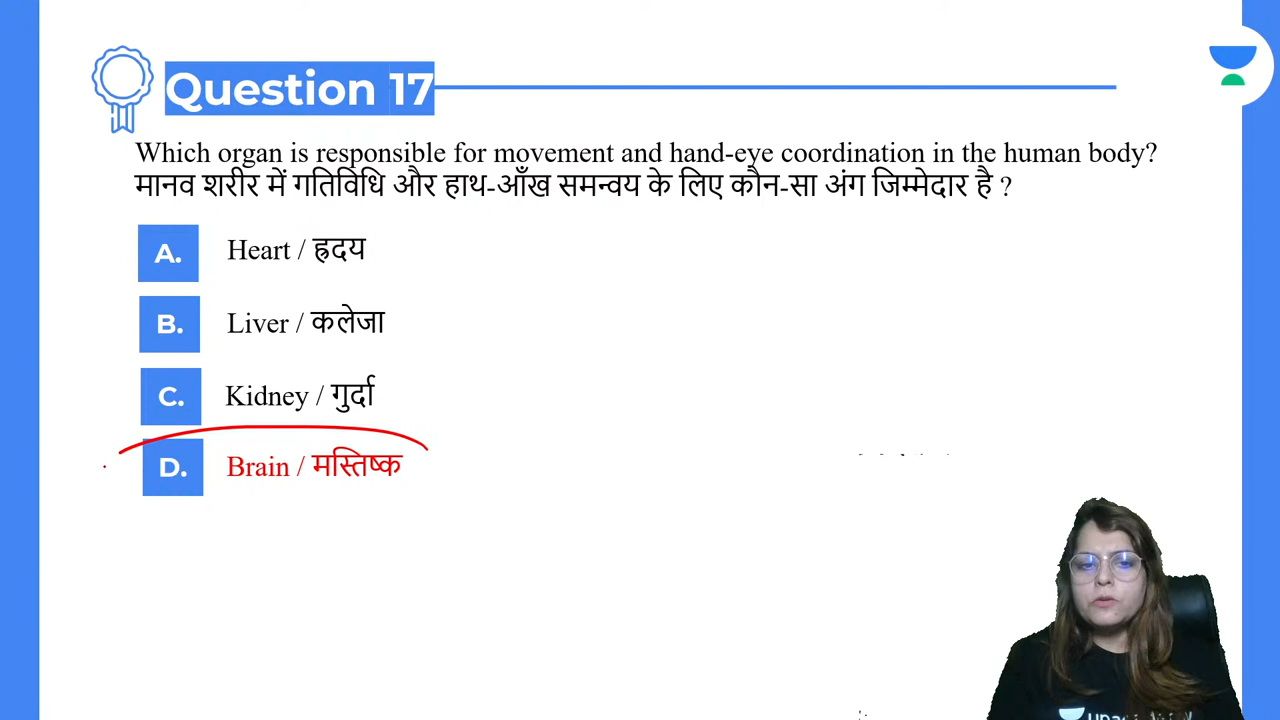 Question 17
Which organ is responsible for movement and hand-eye coordination in the human body?
मानव शरीर में गतिविधि और हाथ-आँख समन्वय के लिए कौन-सा अंग जिम्मेदार है ?
A. Heart / ह्रदय
B. Liver / कलेजा
C. Kidney / गुर्दा
D. Brain / मस्तिष्क